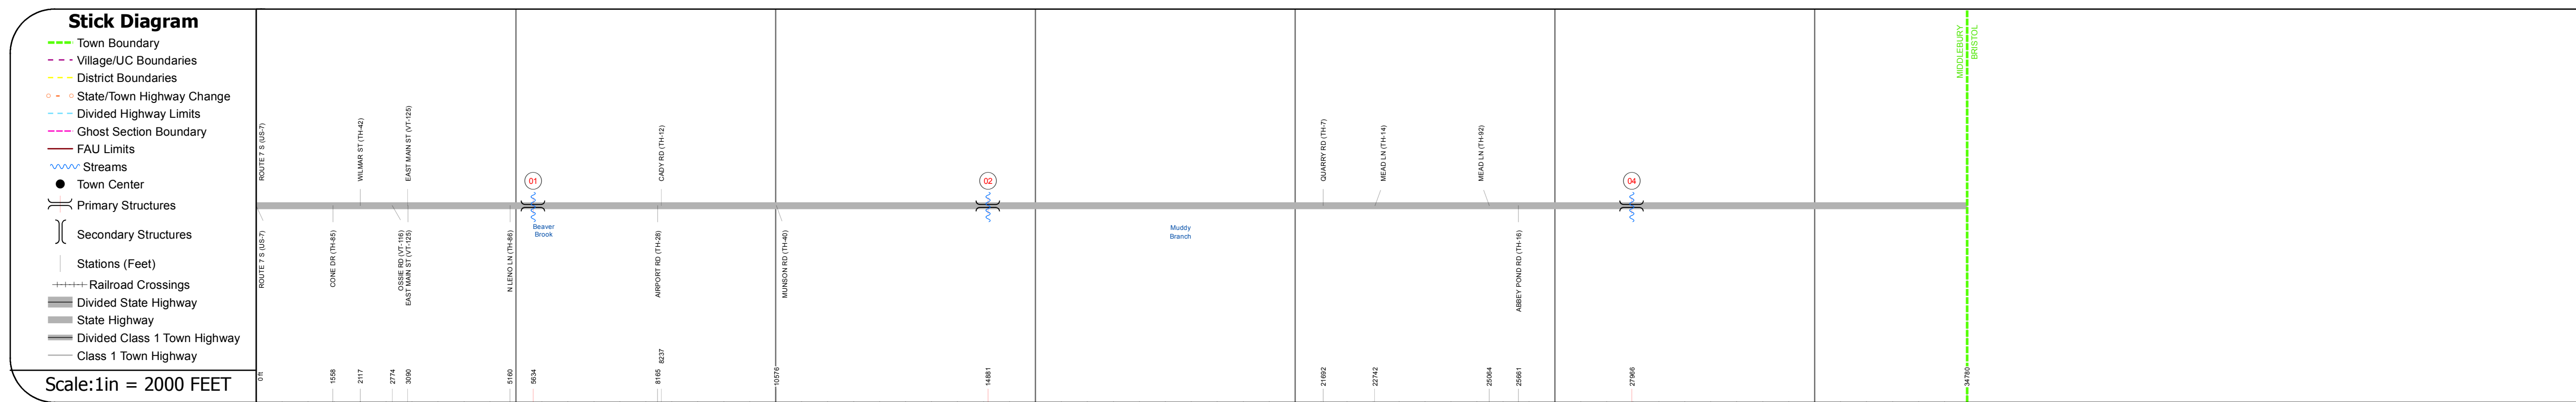 Stick Diagram
Town Boundary
Village/UC Boundaries
District Boundaries
State/Town Highway Change
Divided Highway Limits
Ghost Section Boundary
FAU Limits
Streams
Town Center
Primary Structures
Secondary Structures
Stations (Feet)
Railroad Crossings
Divided State Highway
State Highway
Divided Class 1 Town Highway
Class 1 Town Highway
Scale:1in = 2000 FEET
ROUTE 7 S (US-7)
WILMAR ST (TH-42)
EAST MAIN ST (VT-125)
CADY RD (TH-12)
QUARRY RD (TH-7)
MEAD LN (TH-14)
MEAD LN (TH-92)
MIDDLEBURY
BRISTOL
01
02
04
ROUTE 7 S (US-7)
CONE DR (TH-85)
OSSIE RD (VT-116)
EAST MAIN ST (VT-125)
N LENO LN (TH-86)
Beaver
Brook
AIRPORT RD (TH-28)
MUNSON RD (TH-40)
Muddy
Branch
ABBEY POND RD (TH-16)
0 ft
1558
2117
2774
3090
5160
5634
8165
8237
10576
14881
21692
22742
25064
25661
27966
34780